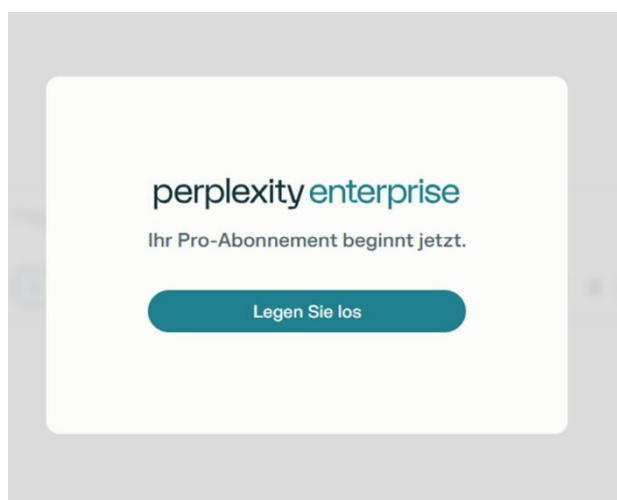 perplexity enterprise
Ihr Pro-Abonnement beginnt jetzt.
Legen Sie los